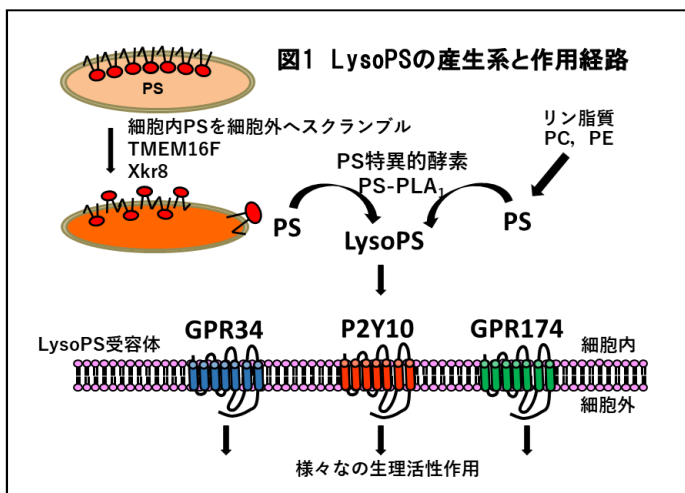 図1 LysoPSの産生系と作用経路
PS
細胞内PSを細胞外へスクランブル
TMEM16F
Xkr8
リン脂質
PC, PE
PS特異的酵素
PS-PLA₁
PS
PS
LysoPS
GPR34
P2Y10
GPR174
LysoPS受容体
細胞内
細胞外
様々なの生理活性作用